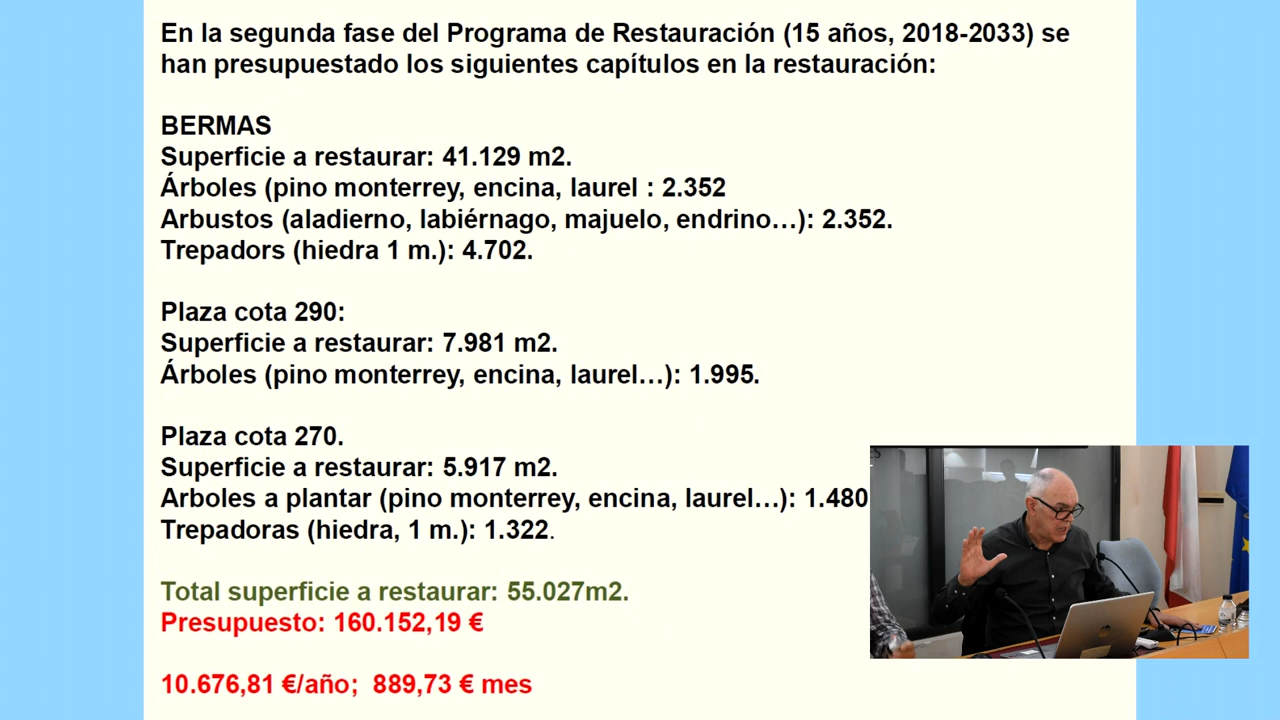 En la segunda fase del Programa de Restauración (15 años, 2018-2033) se
han presupuestado los siguientes capítulos en la restauración:
BERMAS
Superficie a restaurar: 41.129 m2.
Árboles (pino monterrey, encina, laurel : 2.352
Arbustos (aladierno, labiérnago, majuelo, endrino…): 2.352.
Trepadors (hiedra 1 m.): 4.702.
Plaza cota 290:
Superficie a restaurar: 7.981 m2.
Árboles (pino monterrey, encina, laurel…): 1.995.
Plaza cota 270.
Superficie a restaurar: 5.917 m2.
Arboles a plantar (pino monterrey, encina, laurel…): 1.480
Trepadoras (hiedra, 1 m.): 1.322.
Total superficie a restaurar: 55.027m2.
Presupuesto: 160.152,19 €
10.676,81 €/año;  889,73 € mes